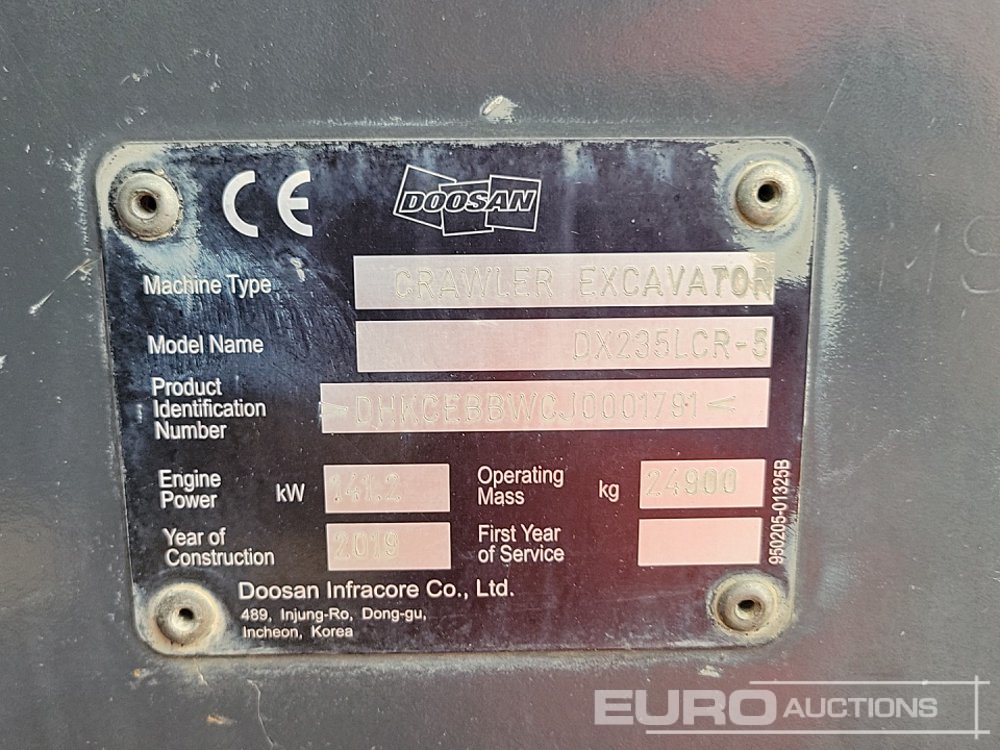 CE
DOOSAN
Machine Type CRAWLER EXCAVATOR
Model Name DX235LCR-5
Product
Identification
Number
>DHKCEBBWCJ0001791<
Engine
Power kW 141.2
Operating
Mass kg 24900
Year of
Construction 2019
First Year
of Service
950205-01325B
Doosan Infracore Co., Ltd.
489, Injung-Ro, Dong-gu,
Incheon, Korea
EURO AUCTIONS